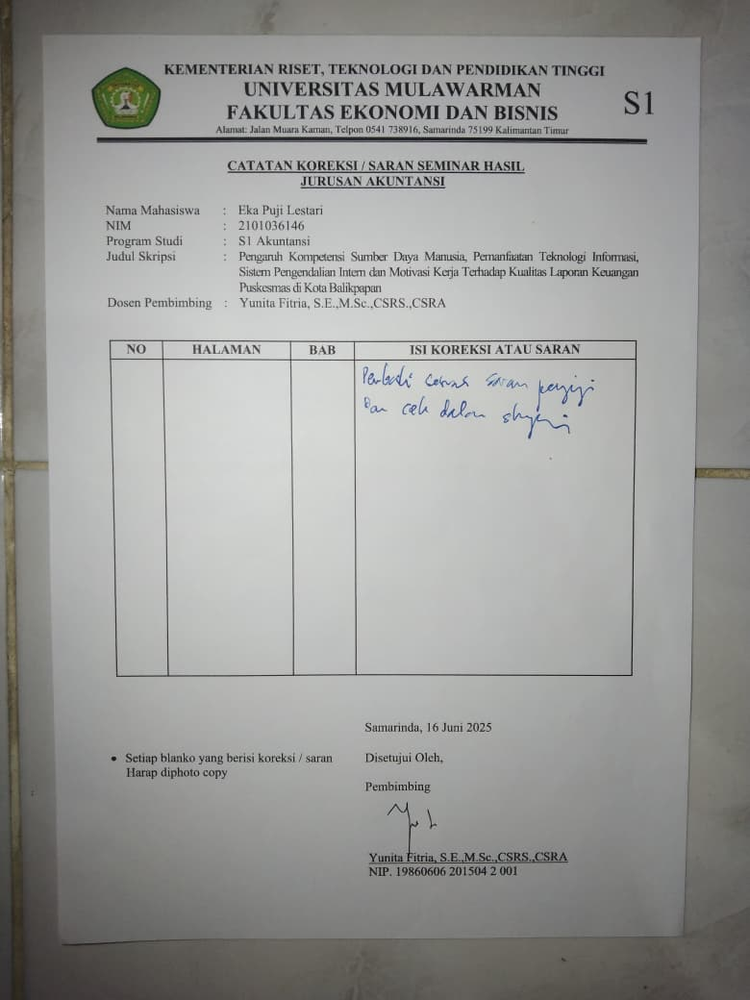 KEMENTERIAN RISET, TEKNOLOGI DAN PENDIDIKAN TINGGI
UNIVERSITAS MULAWARMAN
FAKULTAS EKONOMI DAN BISNIS
S1
Alamat: Jalan Muara Kaman, Telpon 0541 738916, Samarinda 75199 Kalimantan Timur
CATATAN KOREKSI / SARAN SEMINAR HASIL
JURUSAN AKUNTANSI
Nama Mahasiswa : Eka Puji Lestari
NIM : 2101036146
Program Studi : S1 Akuntansi
Judul Skripsi : Pengaruh Kompetensi Sumber Daya Manusia, Pemanfaatan Teknologi Informasi,
Sistem Pengendalian Intern dan Motivasi Kerja Terhadap Kualitas Laporan Keuangan
Puskesmas di Kota Balikpapan
Dosen Pembimbing : Yunita Fitria, S.E.,M.Sc.,CSRS.,CSRA
NO HALAMAN BAB ISI KOREKSI ATAU SARAN
saran penguji
dan cek dalam
Samarinda, 16 Juni 2025
• Setiap blanko yang berisi koreksi / saran
Harap diphoto copy
Disetujui Oleh,
Pembimbing
Yunita Fitria, S.E.,M.Sc.,CSRS.,CSRA
NIP. 19860606 201504 2 001